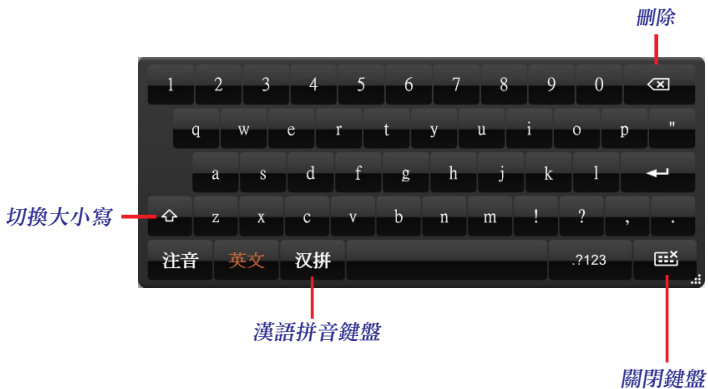 刪除
1 2 3 4 5 6 7 8 9 0
q w e r t y u i o p "
a s d f g h j k l
切換大小寫
z x c v b n m ! ? , .
注音 英文 汉拼 .?123
漢語拼音鍵盤
關閉鍵盤